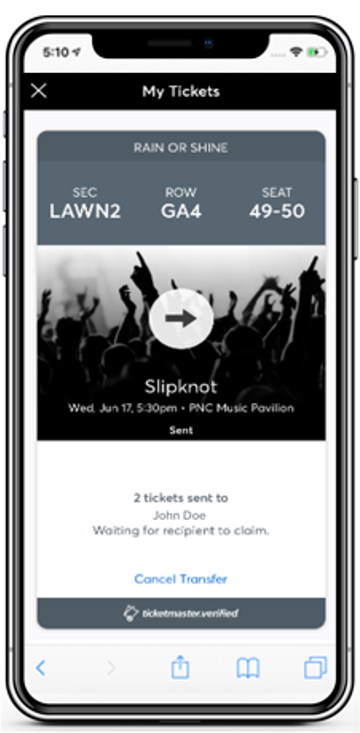 5:10
My Tickets
RAIN OR SHINE
SEC
LAWN2
ROW
GA4
SEAT
49-50
Slipknot
Wed, Jun 17, 5:30pm • PNC Music Pavilion
Sent
2 tickets sent to
John Doe
Waiting for recipient to claim.
Cancel Transfer
ticketmaster.verified